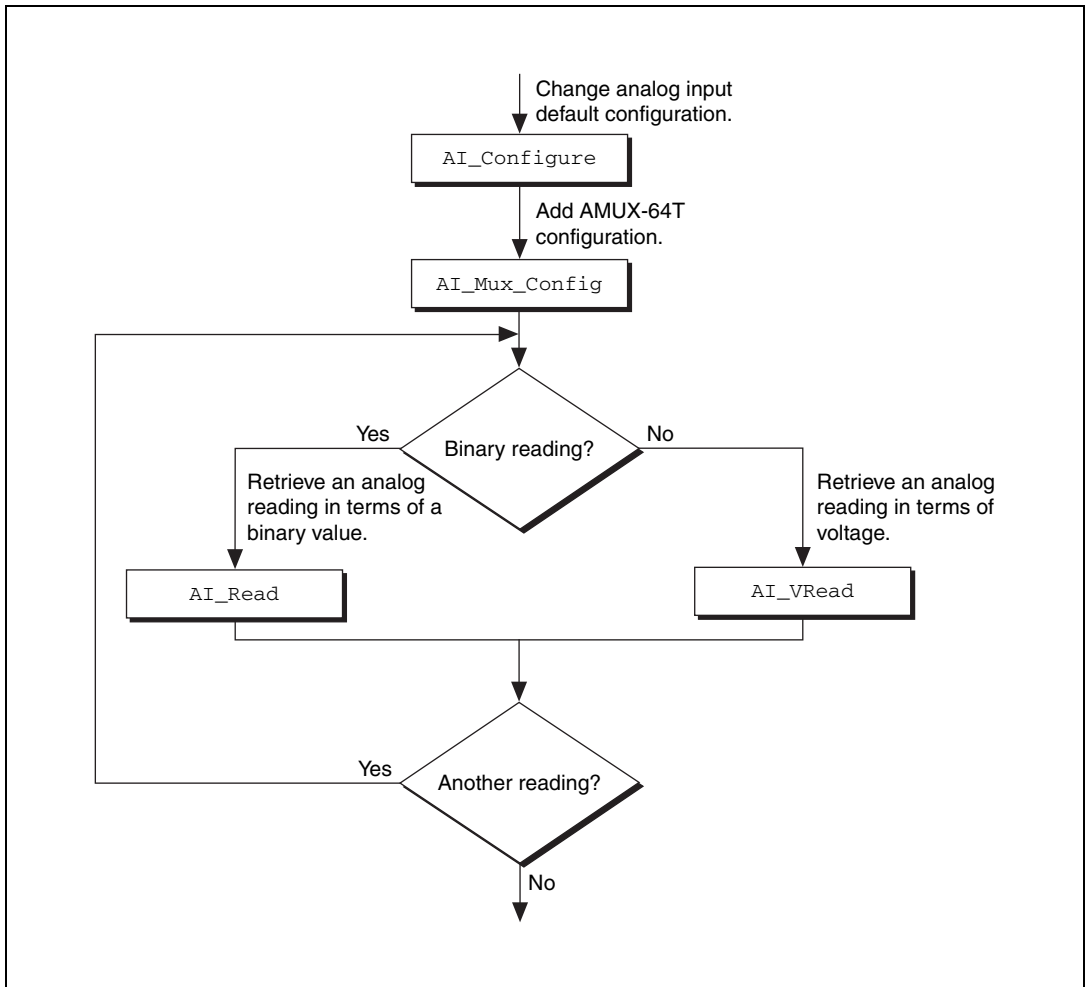 Change analog input
default configuration.
AI_Configure
Add AMUX-64T
configuration.
AI_Mux_Config
Yes
Binary reading?
No
Retrieve an analog
reading in terms of a
binary value.
Retrieve an analog
reading in terms of
voltage.
AI_Read
AI_VRead
Yes
Another reading?
No